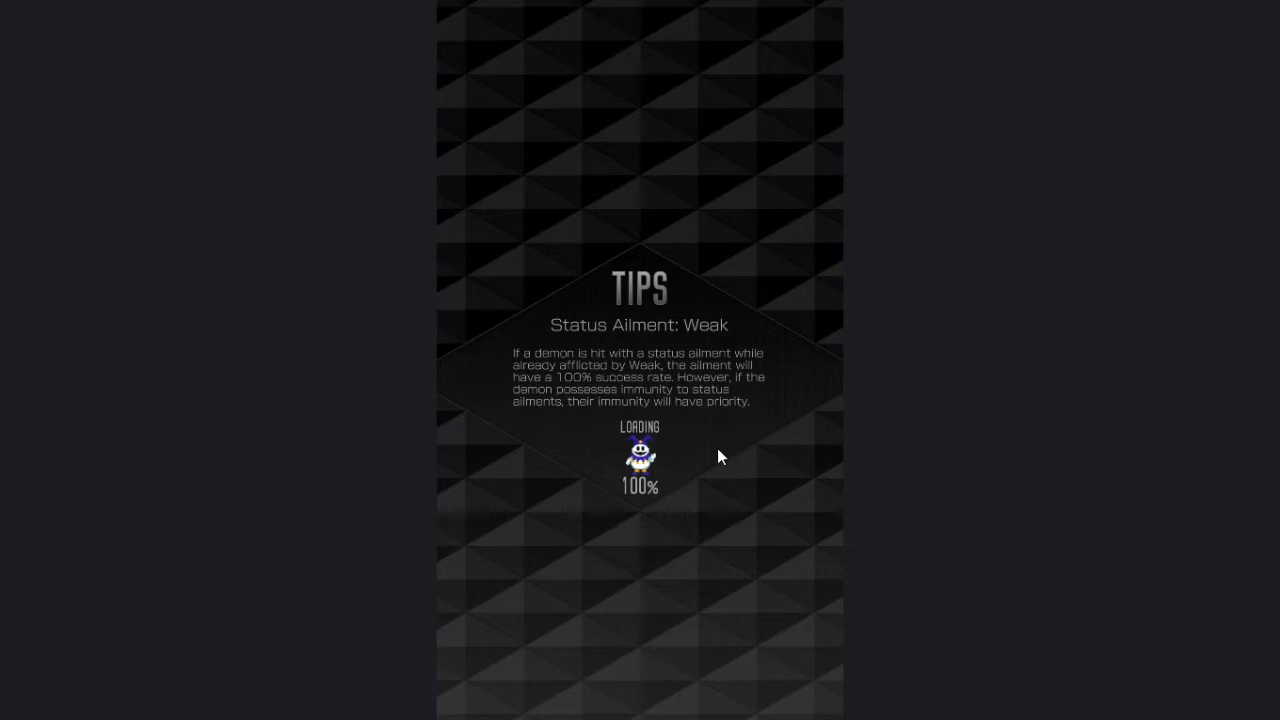 TIPS
Status Ailment: Weak
If a demon is hit with a status ailment while
already afflicted by Weak, the ailment will
have a 100% success rate. However, if the
demon possesses immunity to status
ailments, their immunity will have priority.
LOADING
100%